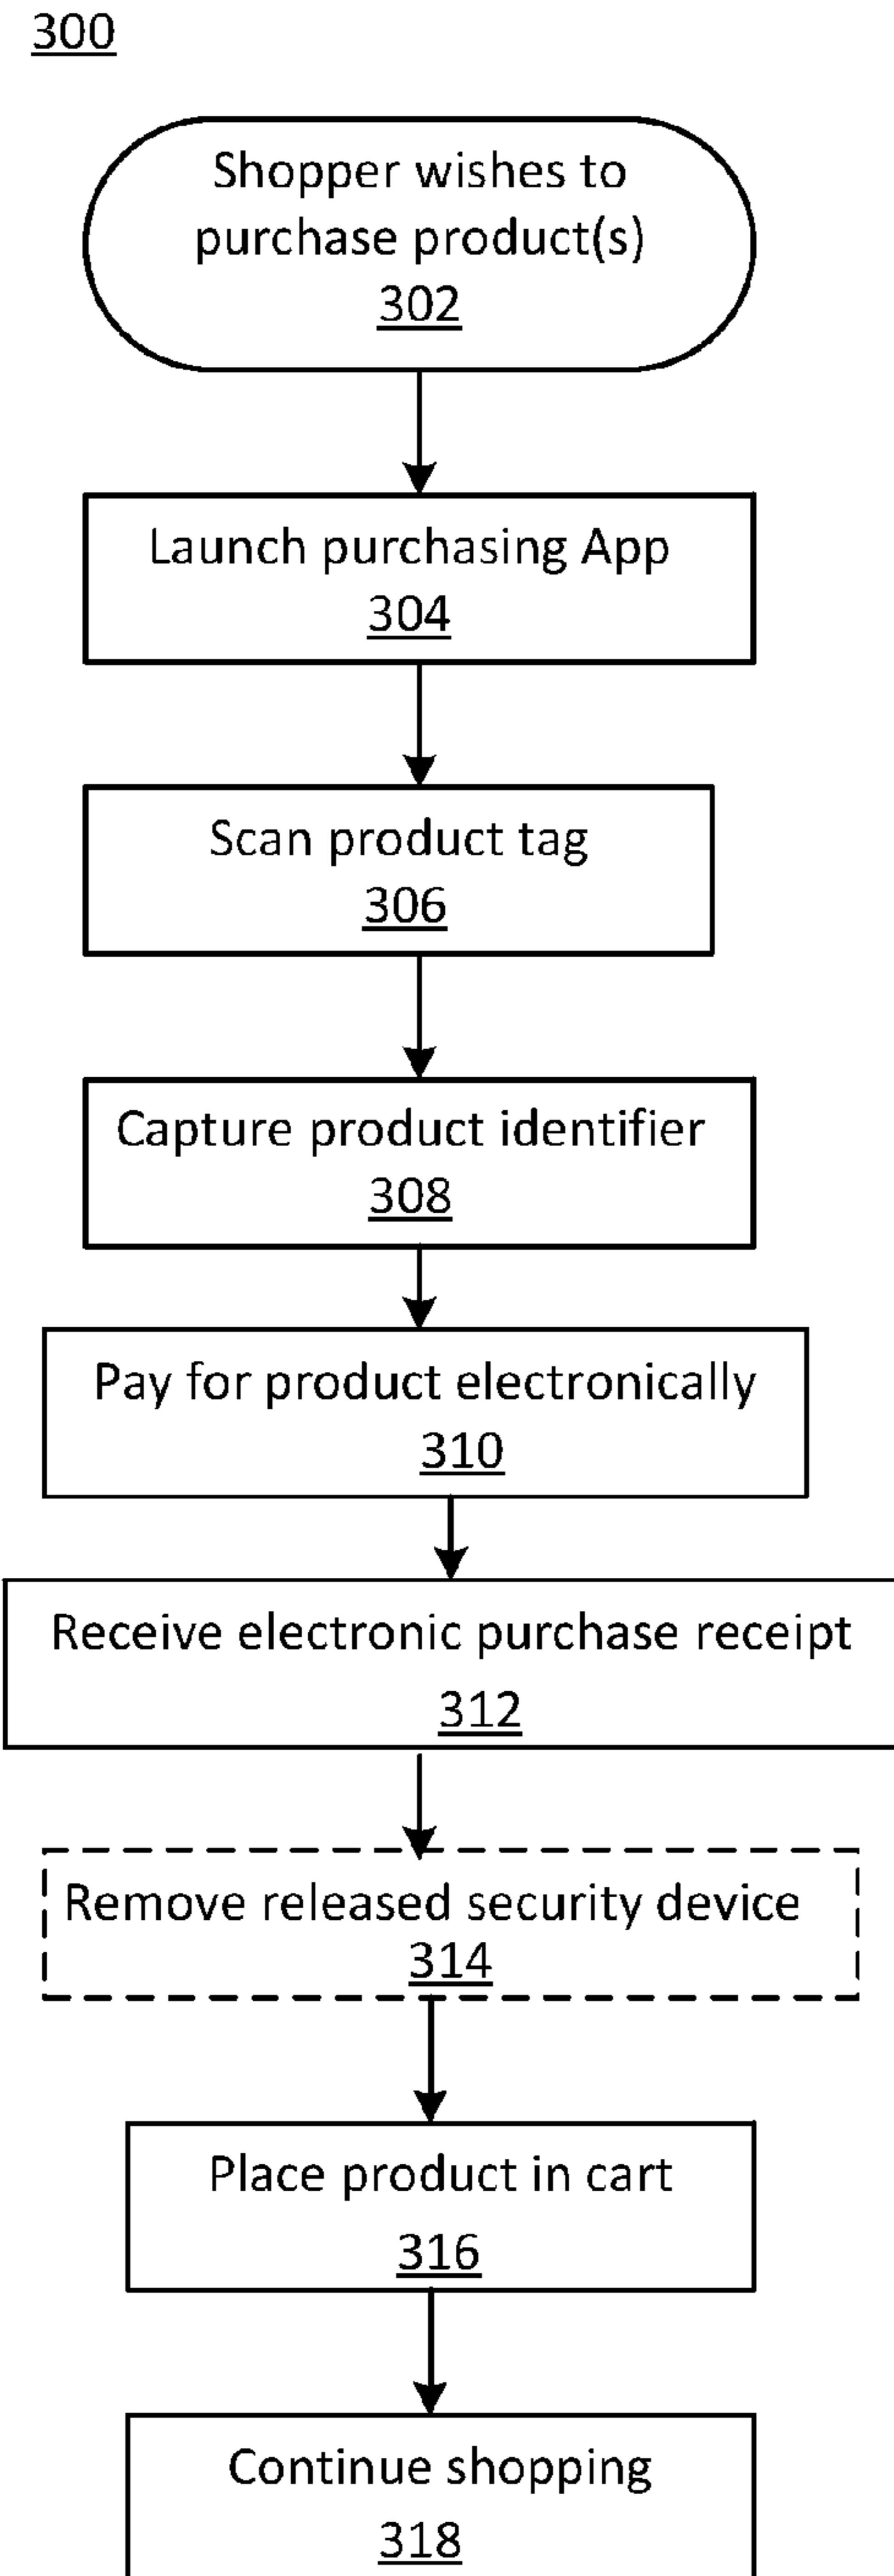 300
Shopper wishes to
purchase product(s)
302
Launch purchasing App
304
Scan product tag
306
Capture product identifier
308
Pay for product electronically
310
Receive electronic purchase receipt
312
Remove released security device
314
Place product in cart
316
Continue shopping
318